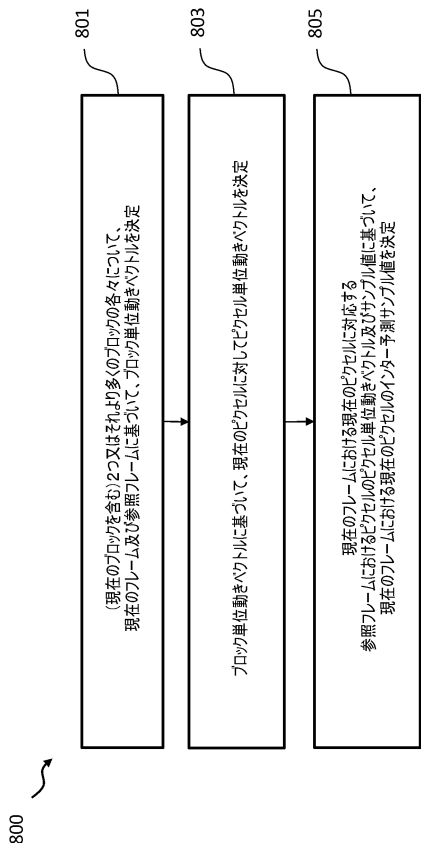 800
801
(現在のブロックを含む)2つ又はそれより多くのブロックの各々について、
現在のフレーム及び参照フレームに基づいて、ブロック単位動きベクトルを決定
803
ブロック単位動きベクトルに基づいて、現在のピクセルに対してピクセル単位動きベクトルを決定
805
現在のフレームにおける現在のピクセルに対応する
参照フレームにおけるピクセルのピクセル単位動きベクトル及びサンプル値に基づいて、
現在のフレームにおける現在のピクセルのインター予測サンプル値を決定